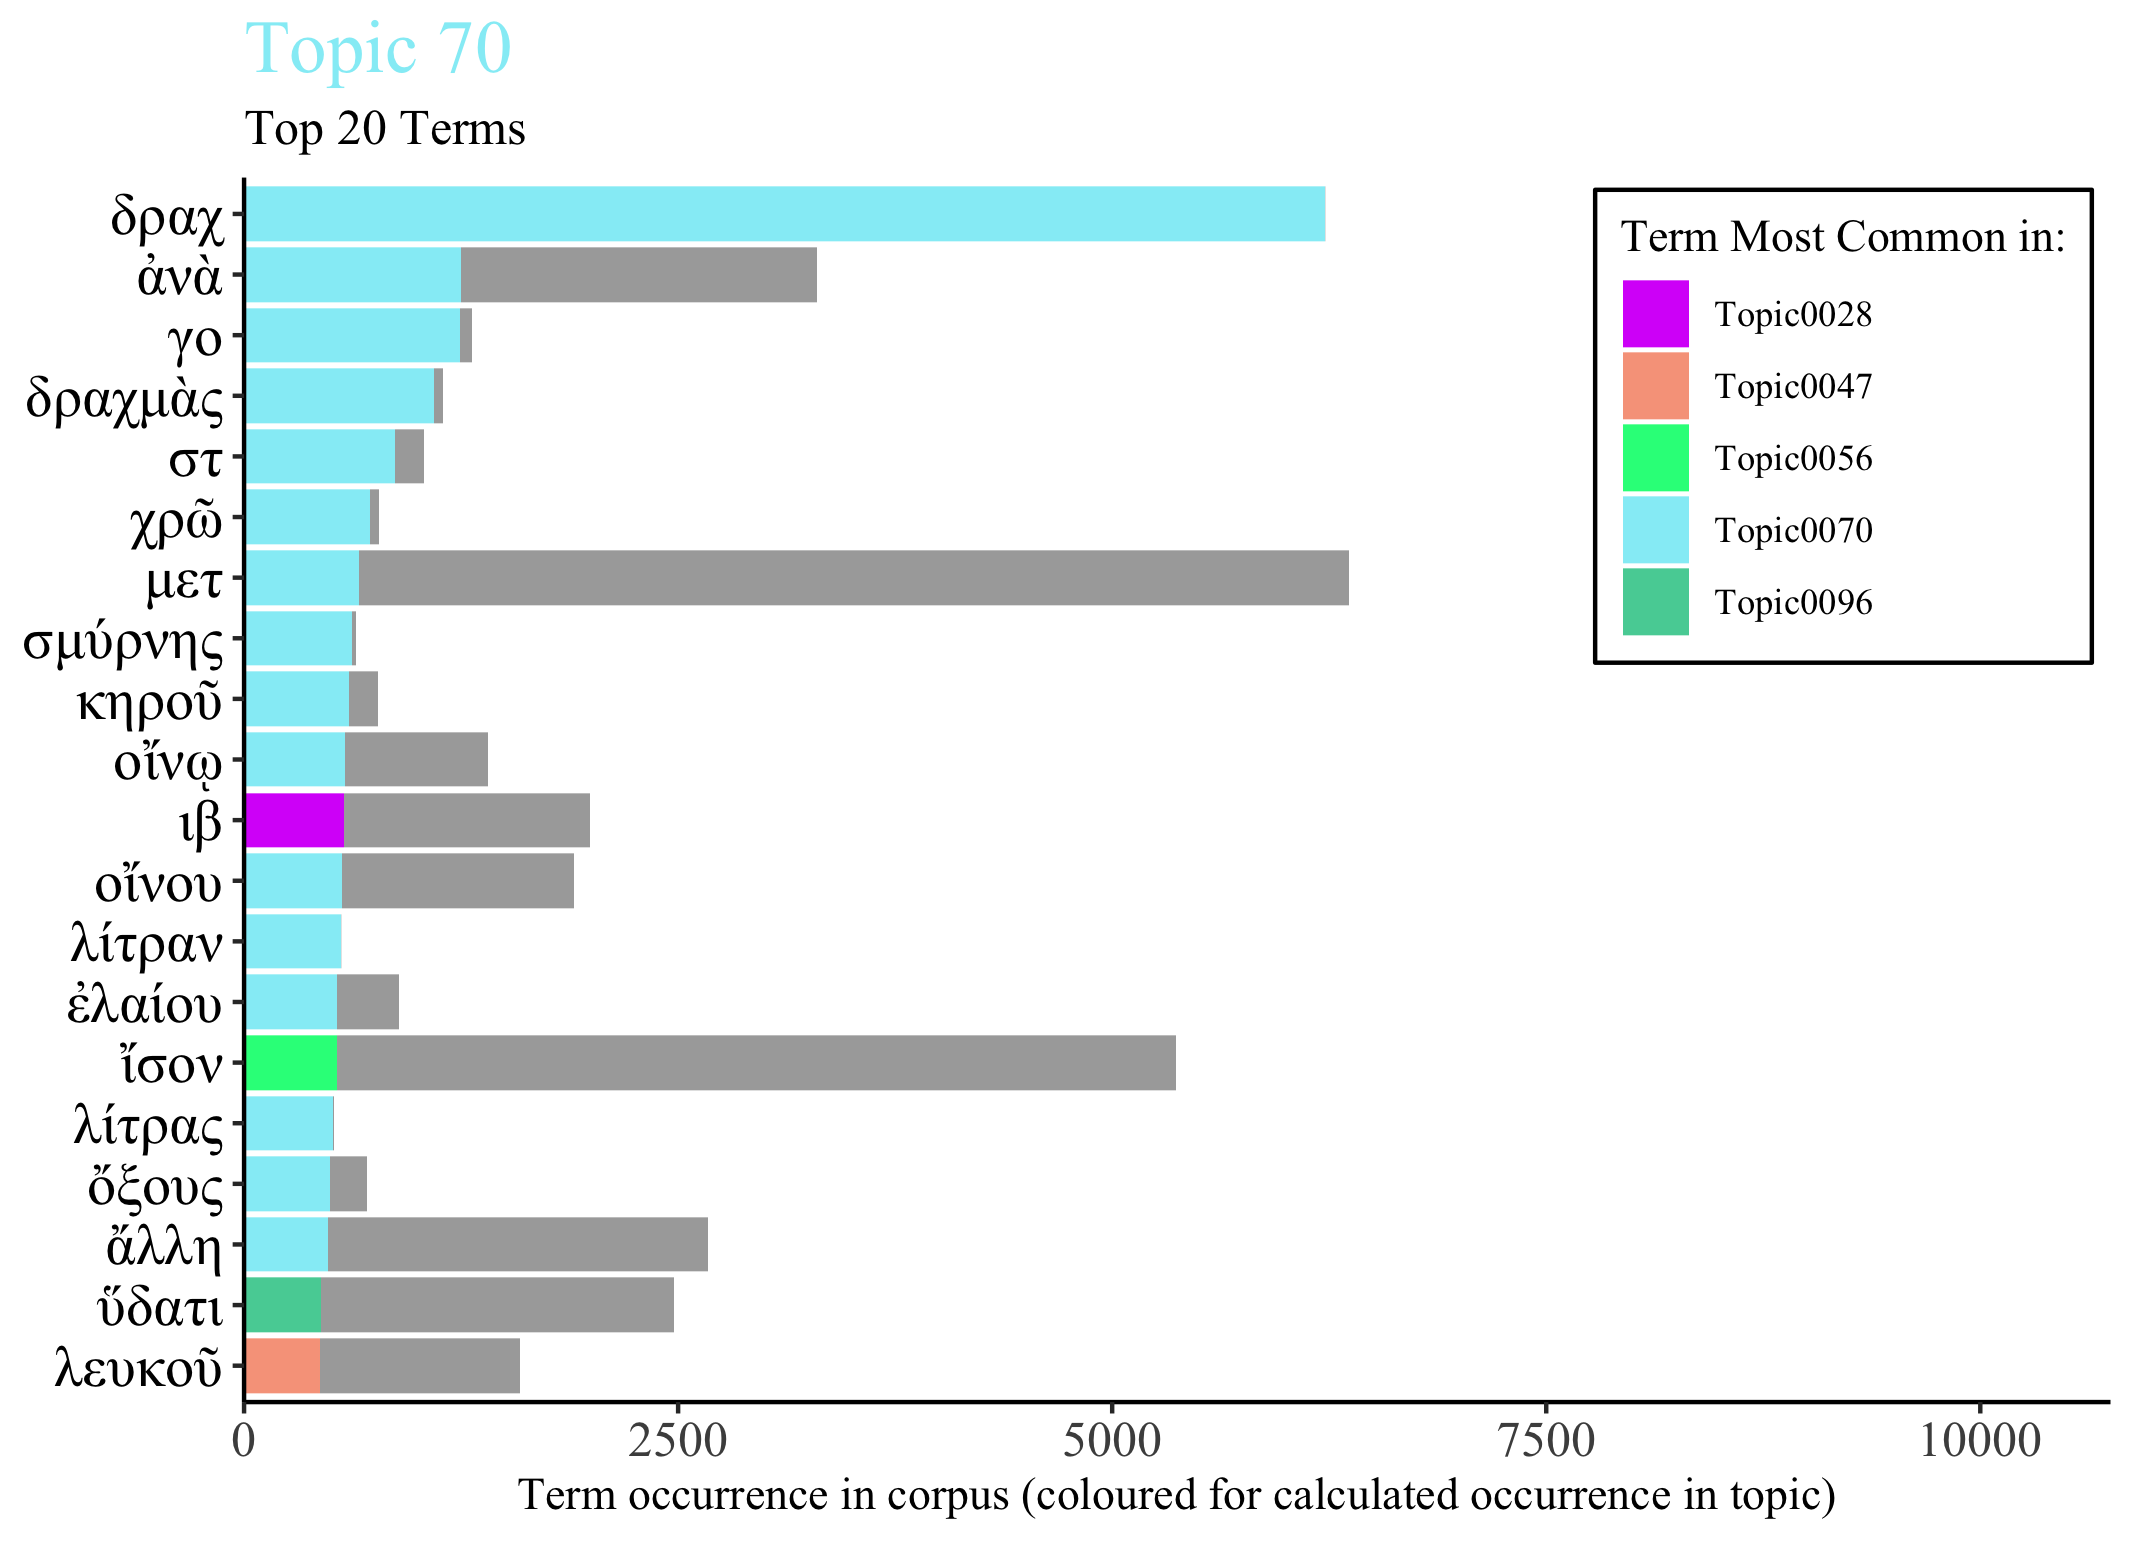 Topic 70
Top 20 Terms
δραχ
ἀνὰ
γο
δραχμὰς
στ
χρῶ
μετ
σμύρνης
κηροῦ
οἴνῳ
ιβ
οἴνου
λίτραν
ἐλαίου
ἴσον
λίτρας
ὄξους
ἄλλη
ὕδατι
λευκοῦ
0 2500 5000 7500 10000
Term occurrence in corpus (coloured for calculated occurrence in topic)
Term Most Common in:
Topic0028
Topic0047
Topic0056
Topic0070
Topic0096